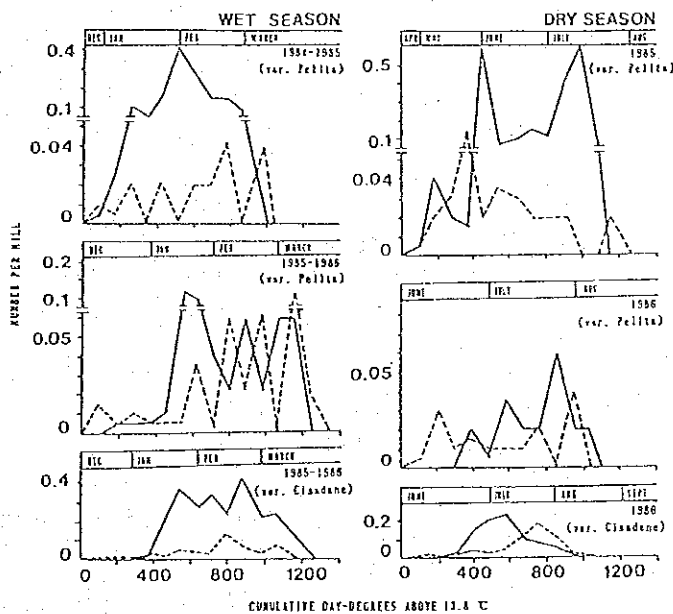 WET SEASON
DEC JAN FEB MARCH
1984-1985
(var. Pelita)
0.4
0.1
0.04
0
DEC JAN FEB MARCH
1985-1986
(var. Pelita)
0.2
0.1
0.05
0
DEC JAN FEB MARCH
1985-1986
(var. Cisadane)
0.4
0
0 400 800 1200
DRY SEASON
APR MAY JUNE JULY AUG
1985
(var. Pelita)
0.5
0.1
0.04
0
JUNE JULY AUG
1986
(var. Pelita)
0.05
0
JUNE JULY AUG SEPT
1986
(var. Cisadane)
0.2
0
0 400 800 1200
NUMBER PER HILL
CUMULATIVE DAY-DEGREES ABOVE 13.8 °C